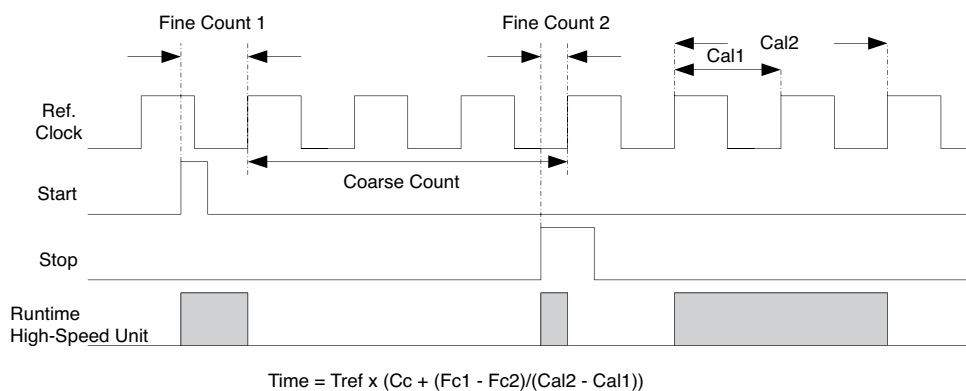 Fine Count 1
Fine Count 2
Cal2
Cal1
Ref.
Clock
Coarse Count
Start
Stop
Runtime
High-Speed Unit
Time = Tref x (Cc + (Fc1 - Fc2)/(Cal2 - Cal1))